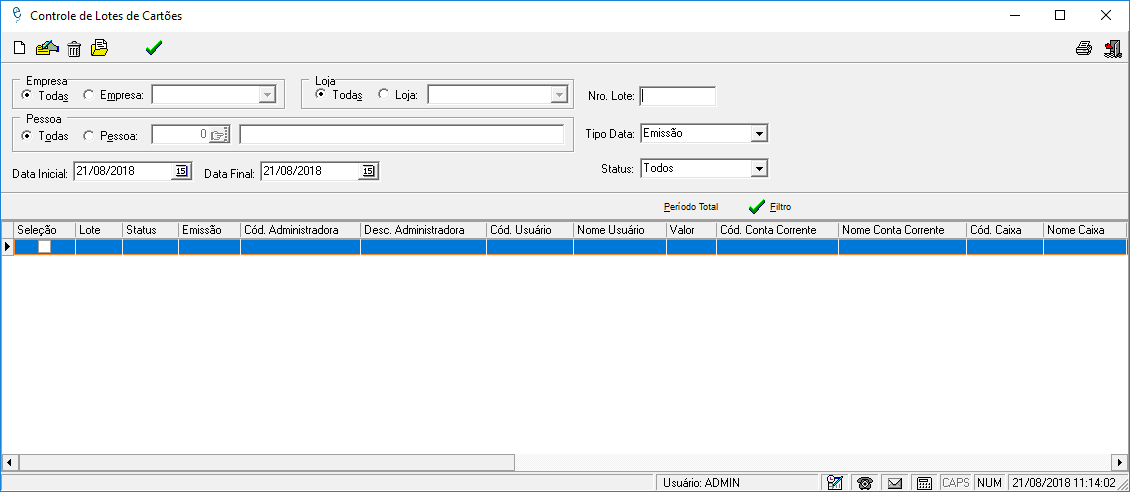 Controle de Lotes de Cartões
Empresa
Todas Empresa:
Loja
Todas Loja:
Nro. Lote:
Pessoa
Todas Pessoa: 0
Tipo Data: Emissão
Data Inicial: 21/08/2018 15 Data Final: 21/08/2018 15
Status: Todos
Período Total Filtro
Seleção Lote Status Emissão Cód. Administradora Desc. Administradora Cód. Usuário Nome Usuário Valor Cód. Conta Corrente Nome Conta Corrente Cód. Caixa Nome Caixa
Usuário: ADMIN CAPS NUM 21/08/2018 11:14:02